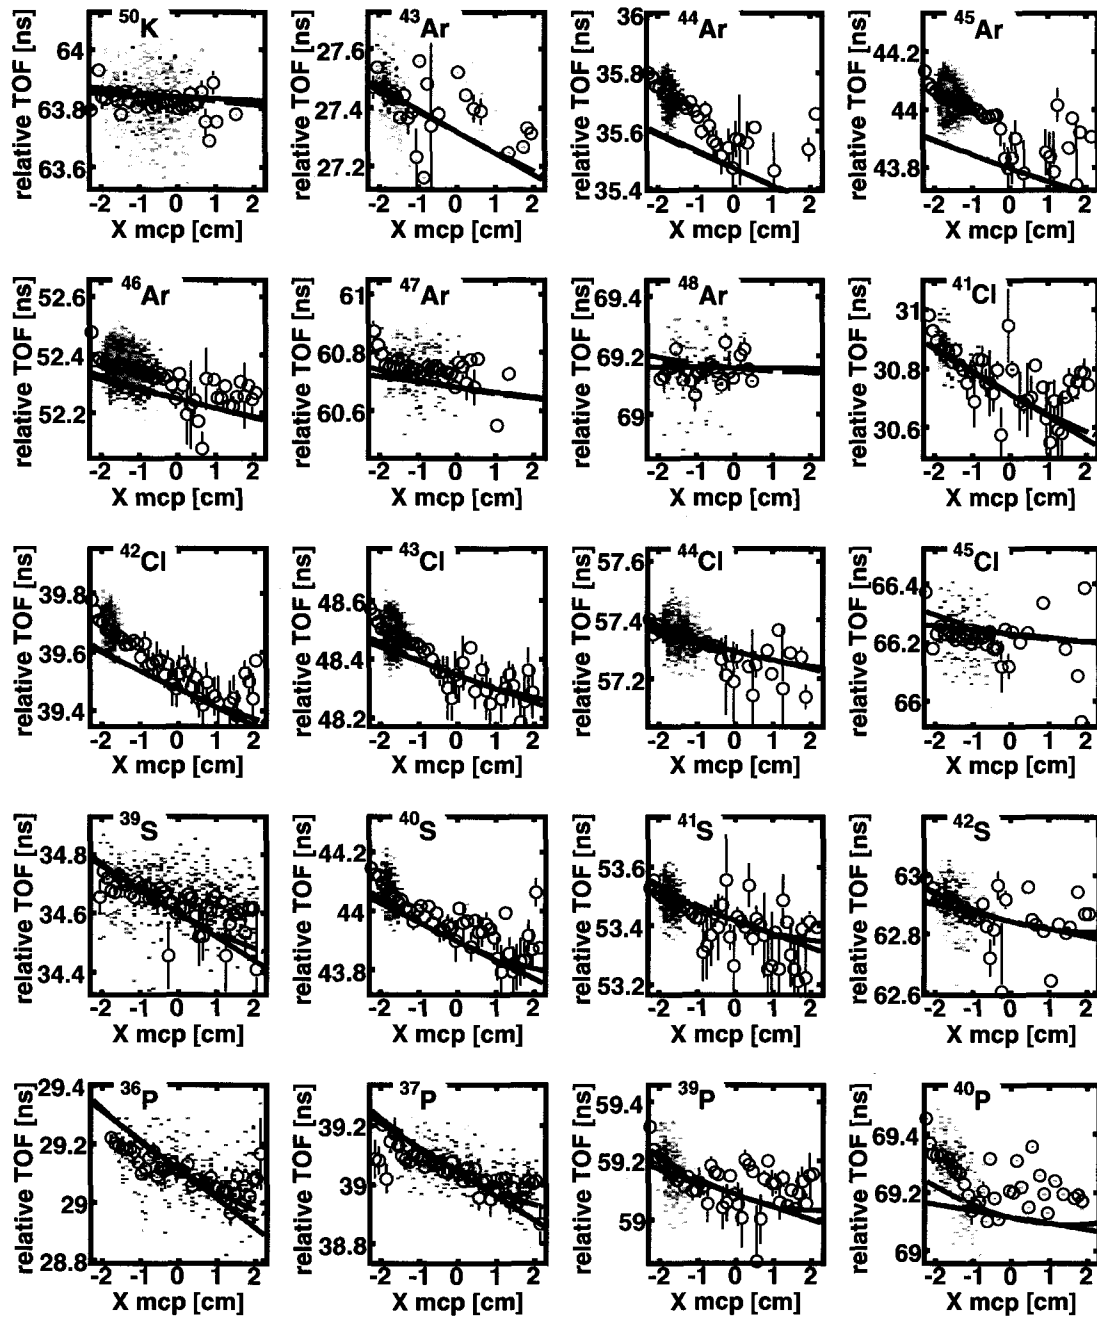 relative TOF [ns] 64 63.8 63.6 50K -2 -1 0 1 2 X mcp [cm]
relative TOF [ns] 27.6 27.4 27.2 43Ar -2 -1 0 1 2 X mcp [cm]
relative TOF [ns] 36 35.8 35.6 35.4 44Ar -2 -1 0 1 2 X mcp [cm]
relative TOF [ns] 44.2 44 43.8 45Ar -2 -1 0 1 2 X mcp [cm]
relative TOF [ns] 52.6 52.4 52.2 46Ar -2 -1 0 1 2 X mcp [cm]
relative TOF [ns] 61 60.8 60.6 47Ar -2 -1 0 1 2 X mcp [cm]
relative TOF [ns] 69.4 69.2 69 48Ar -2 -1 0 1 2 X mcp [cm]
relative TOF [ns] 31 30.8 30.6 41Cl -2 -1 0 1 2 X mcp [cm]
relative TOF [ns] 39.8 39.6 39.4 42Cl -2 -1 0 1 2 X mcp [cm]
relative TOF [ns] 48.6 48.4 48.2 43Cl -2 -1 0 1 2 X mcp [cm]
relative TOF [ns] 57.6 57.4 57.2 44Cl -2 -1 0 1 2 X mcp [cm]
relative TOF [ns] 66.4 66.2 66 45Cl -2 -1 0 1 2 X mcp [cm]
relative TOF [ns] 34.8 34.6 34.4 39S -2 -1 0 1 2 X mcp [cm]
relative TOF [ns] 44.2 44 43.8 40S -2 -1 0 1 2 X mcp [cm]
relative TOF [ns] 53.6 53.4 53.2 41S -2 -1 0 1 2 X mcp [cm]
relative TOF [ns] 63 62.8 62.6 42S -2 -1 0 1 2 X mcp [cm]
relative TOF [ns] 29.4 29.2 29 28.8 36P -2 -1 0 1 2 X mcp [cm]
relative TOF [ns] 39.2 39 38.8 37P -2 -1 0 1 2 X mcp [cm]
relative TOF [ns] 59.4 59.2 59 39P -2 -1 0 1 2 X mcp [cm]
relative TOF [ns] 69.4 69.2 69 40P -2 -1 0 1 2 X mcp [cm]